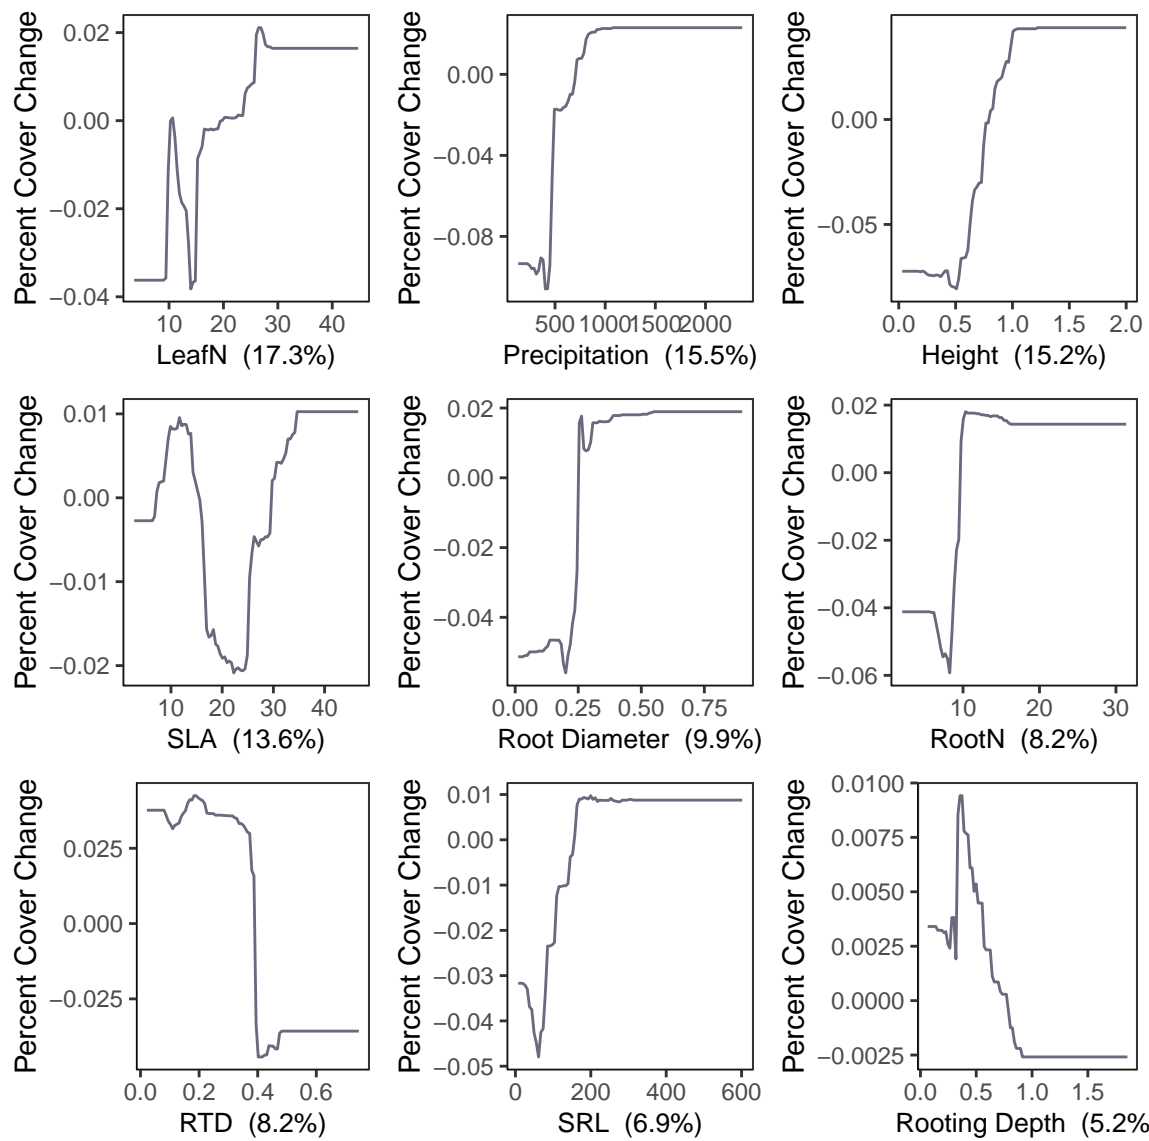 Percent Cover Change
0.02
0.00
−0.02
−0.04
10 20 30 40
LeafN (17.3%)
Percent Cover Change
0.00
−0.04
−0.08
500 1000 1500 2000
Precipitation (15.5%)
Percent Cover Change
0.00
−0.05
0.0 0.5 1.0 1.5 2.0
Height (15.2%)
Percent Cover Change
0.01
0.00
−0.01
−0.02
10 20 30 40
SLA (13.6%)
Percent Cover Change
0.02
0.00
−0.02
−0.04
0.00 0.25 0.50 0.75
Root Diameter (9.9%)
Percent Cover Change
0.02
0.00
−0.02
−0.04
−0.06
10 20 30
RootN (8.2%)
Percent Cover Change
0.025
0.000
−0.025
0.0 0.2 0.4 0.6
RTD (8.2%)
Percent Cover Change
0.01
0.00
−0.01
−0.02
−0.03
−0.04
−0.05
0 200 400 600
SRL (6.9%)
Percent Cover Change
0.0100
0.0075
0.0050
0.0025
0.0000
−0.0025
0.0 0.5 1.0 1.5
Rooting Depth (5.2%